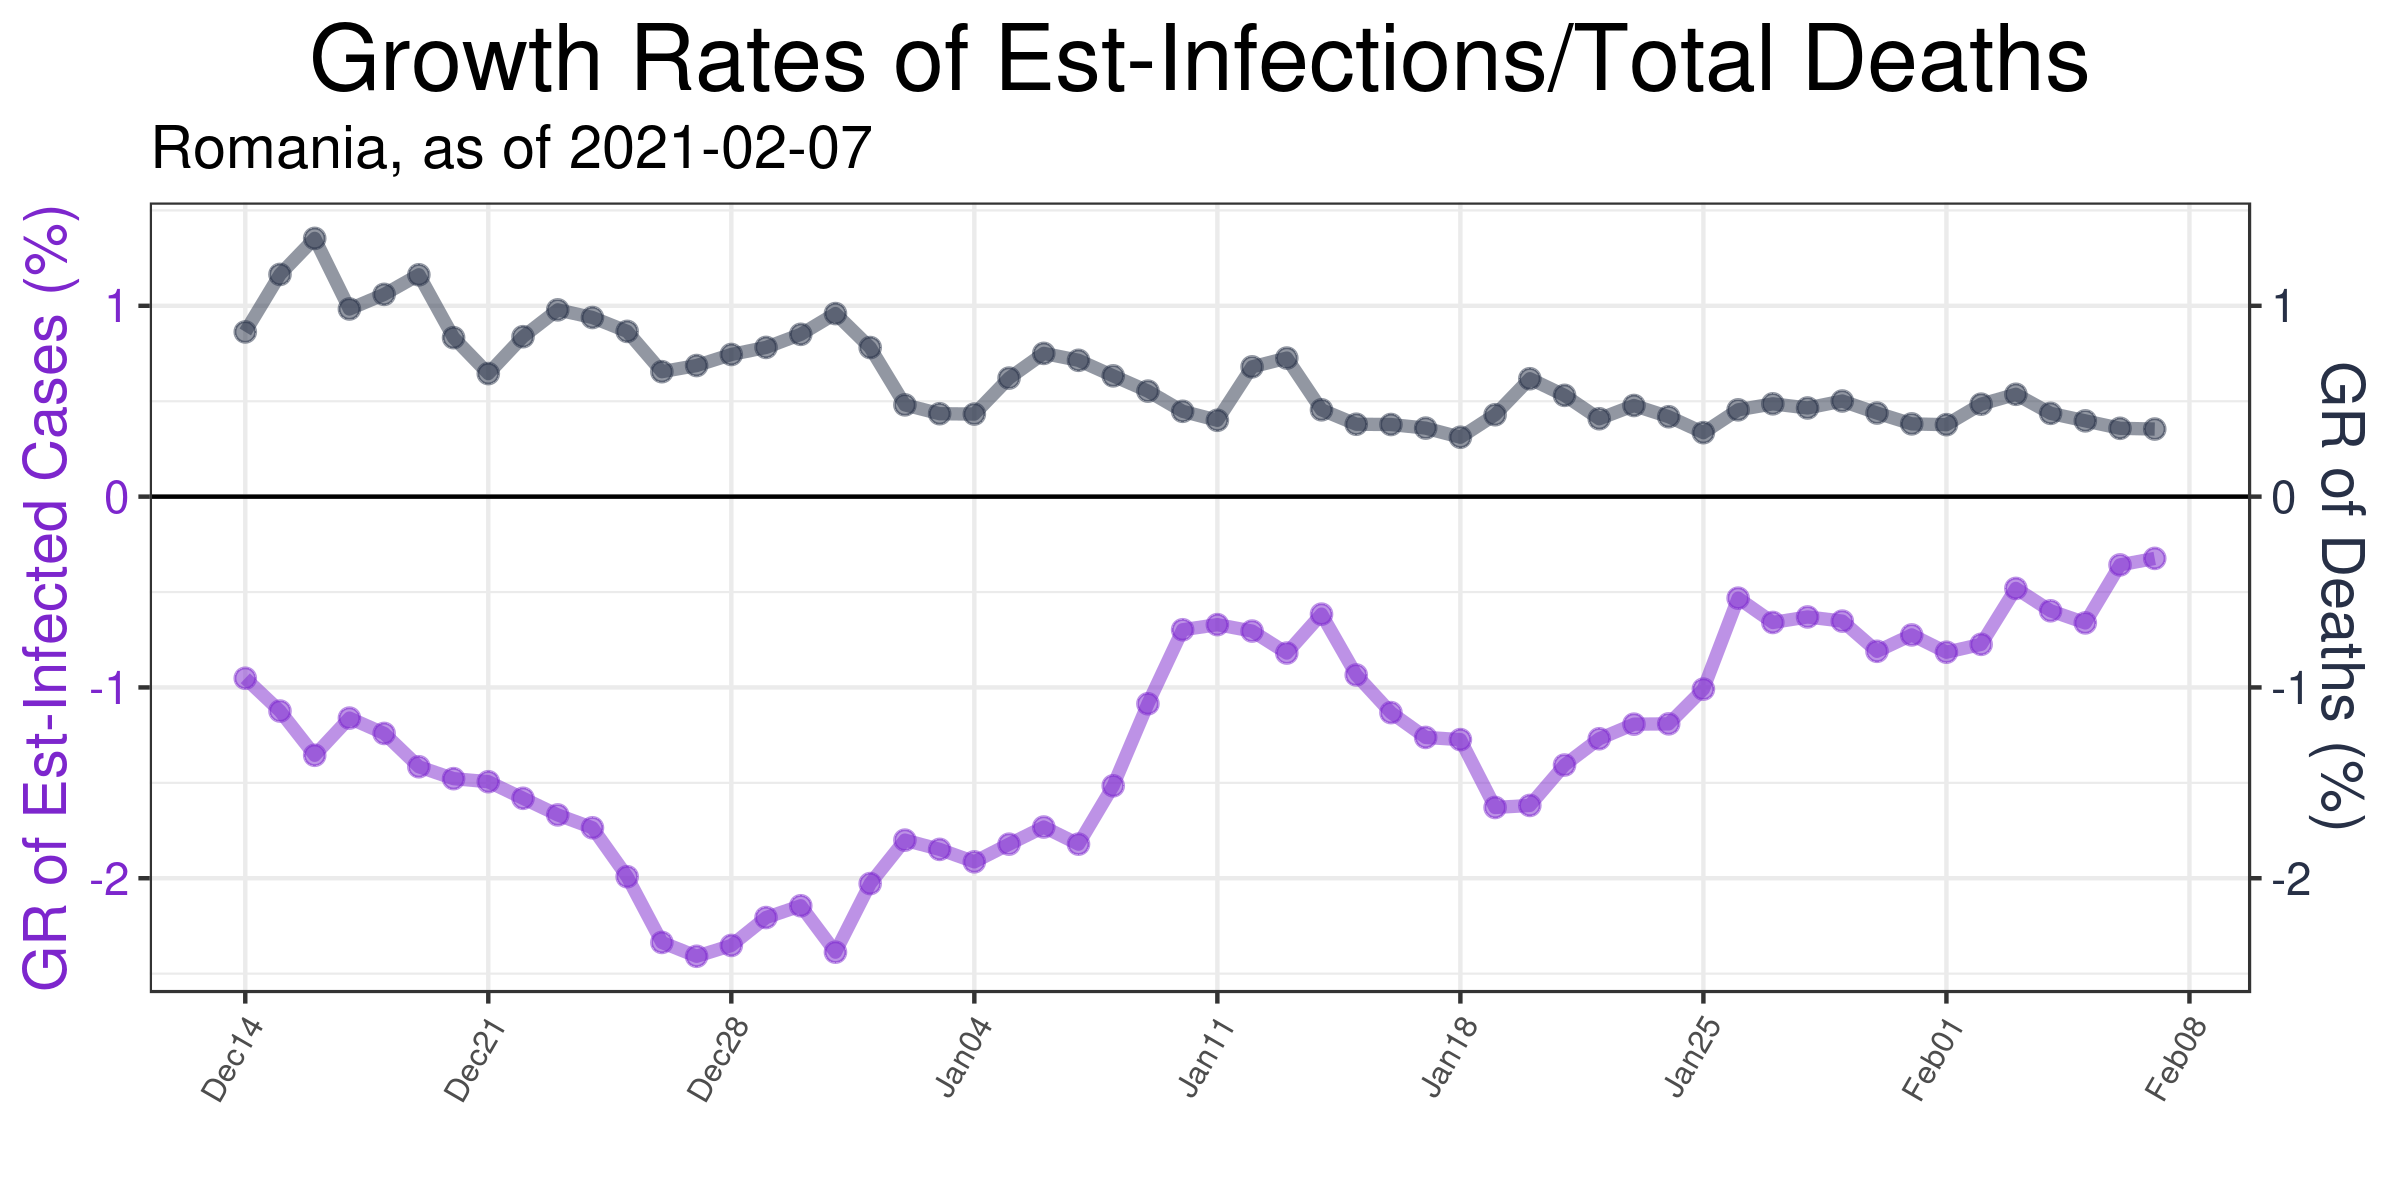 Growth Rates of Est-Infections/Total Deaths
Romania, as of 2021-02-07
GR of Est-Infected Cases (%)
1
0
-1
-2
1
0
-1
-2
GR of Deaths (%)
Dec14
Dec21
Dec28
Jan04
Jan11
Jan18
Jan25
Feb01
Feb08